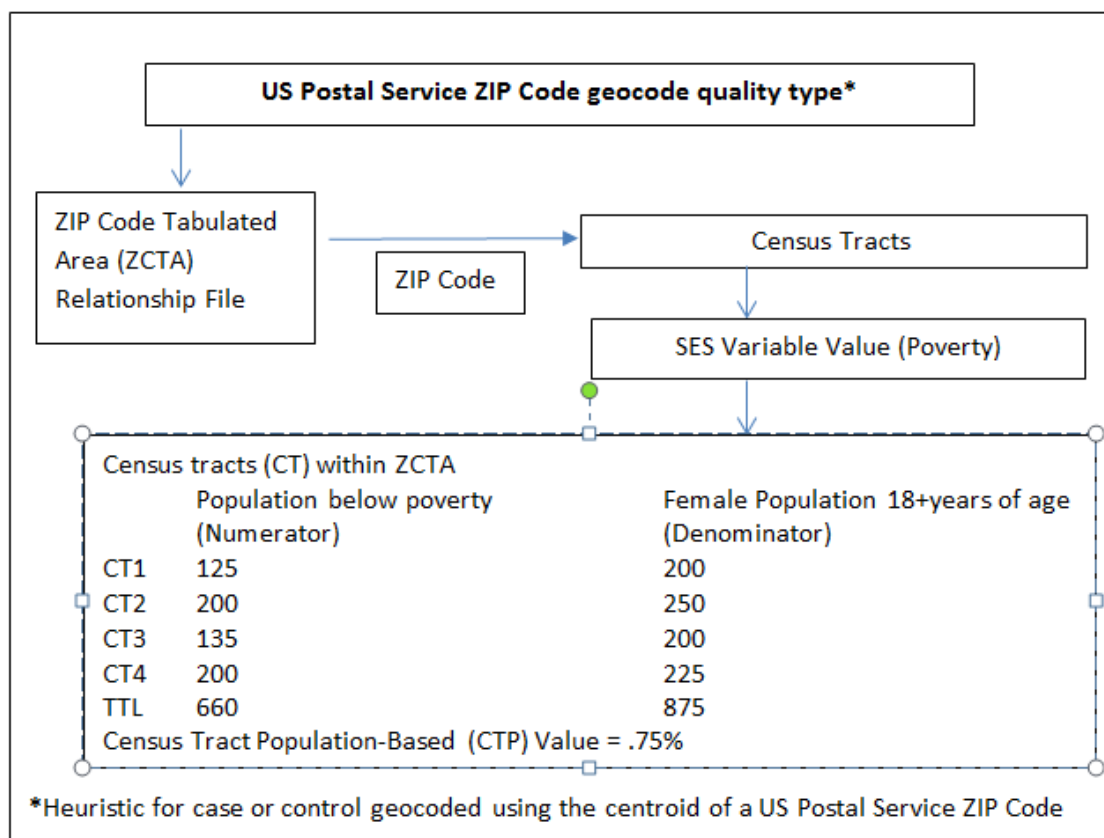 US Postal Service ZIP Code geocode quality type*
ZIP Code Tabulated
Area (ZCTA)
Relationship File
ZIP Code
Census Tracts
SES Variable Value (Poverty)
Census tracts (CT) within ZCTA
Population below poverty Female Population 18+years of age
(Numerator) (Denominator)
CT1 125 200
CT2 200 250
CT3 135 200
CT4 200 225
TTL 660 875
Census Tract Population-Based (CTP) Value = .75%
*Heuristic for case or control geocoded using the centroid of a US Postal Service ZIP Code